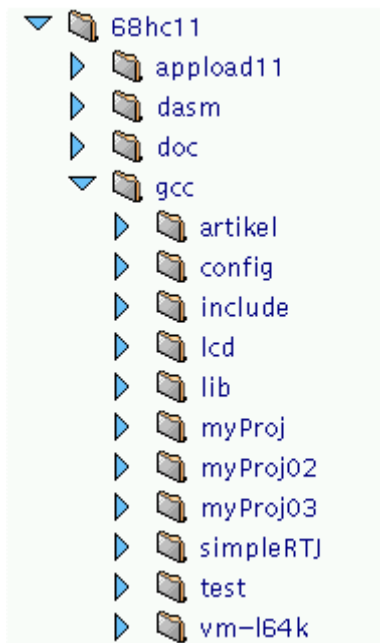 68hc11
appload11
dasm
doc
gcc
artikel
config
include
lcd
lib
myProj
myProj02
myProj03
simpleRTJ
test
vm-l64k